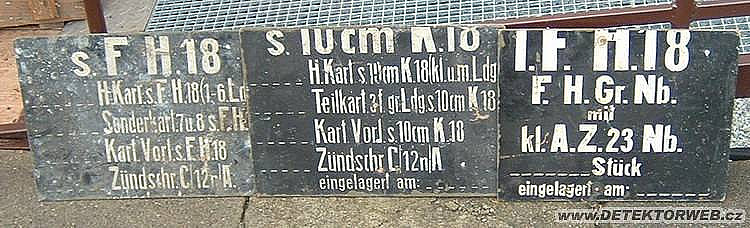 s.F.H.18
H.Kart.s.F.H.18(1.-6.Ld
Sonderkart.7u.8 s.F.H.
Kart.Vorl.s.F.H.18
Zündschr.C/12n/A.
s.10cm K.18
H.Kart.s.10cm K.18(kl.u.m.Ldg
Teilkart.3f.gr.Ldg.s.10cm K.18
Kart.Vorl.s.10cm K.18
Zündschr.C/12n/A
eingelagert am:
l.F.H.18
F.H.Gr.Nb.
mit
kl.A.Z.23 Nb.
Stück
eingelagert am:
www.DETEKTORWEB.cz